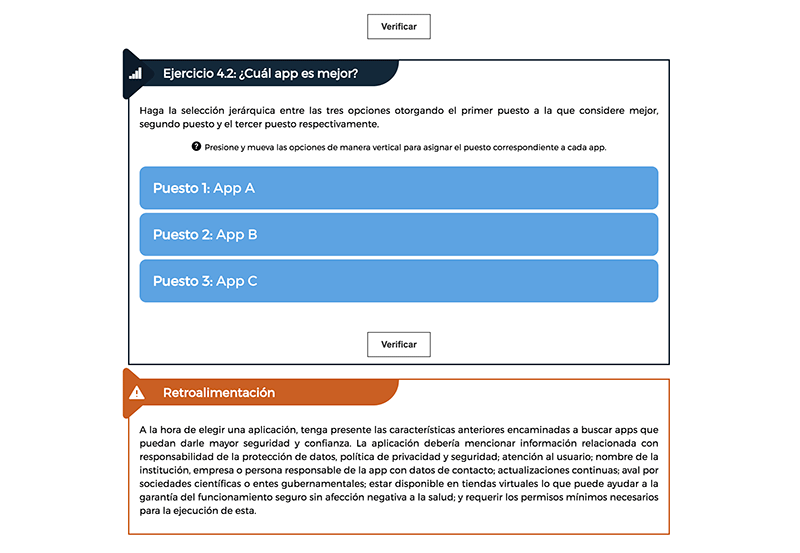 Verificar
Ejercicio 4.2: ¿Cuál app es mejor?
Haga la selección jerárquica entre las tres opciones otorgando el primer puesto a la que considere mejor,
segundo puesto y el tercer puesto respectivamente.
? Presione y mueva las opciones de manera vertical para asignar el puesto correspondiente a cada app.
Puesto 1: App A
Puesto 2: App B
Puesto 3: App C
Verificar
Retroalimentación
A la hora de elegir una aplicación, tenga presente las características anteriores encaminadas a buscar apps que
puedan darle mayor seguridad y confianza. La aplicación debería mencionar información relacionada con
responsabilidad de la protección de datos, política de privacidad y seguridad; atención al usuario; nombre de la
institución, empresa o persona responsable de la app con datos de contacto; actualizaciones continuas; aval por
sociedades científicas o entes gubernamentales; estar disponible en tiendas virtuales lo que puede ayudar a la
garantía del funcionamiento seguro sin afección negativa a la salud; y requerir los permisos mínimos necesarios
para la ejecución de esta.